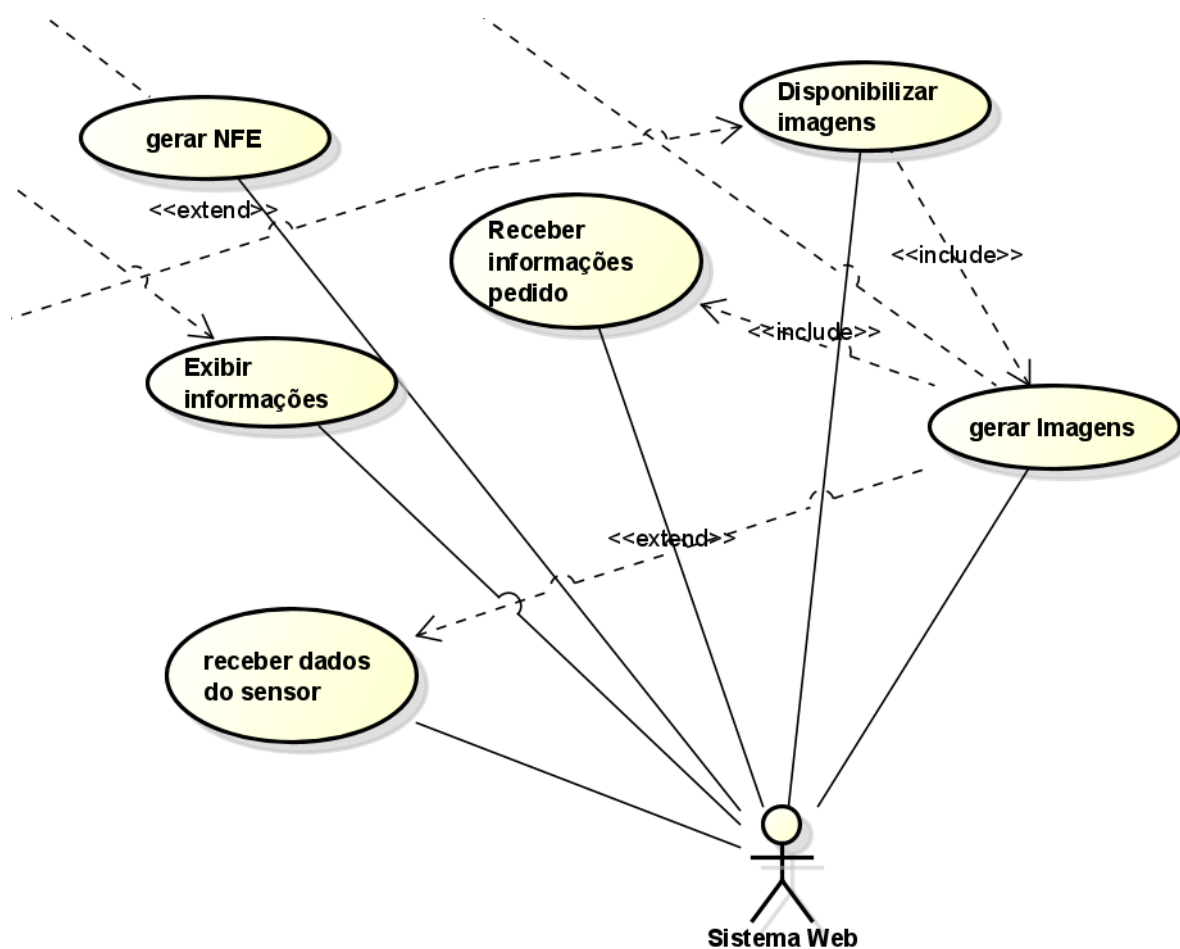 Disponibilizar
imagens
gerar NFE
<<extend>>
Receber
informações
pedido
<<include>>
<<include>>
Exibir
informações
gerar Imagens
<<extend>>
receber dados
do sensor
Sistema Web